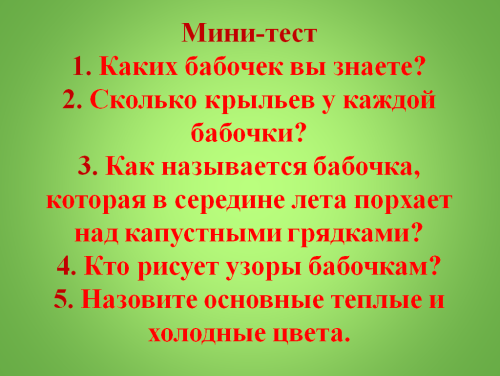 Мини-тест
1. Каких бабочек вы знаете?
2. Сколько крыльев у каждой
бабочки?
3. Как называется бабочка,
которая в середине лета порхает
над капустными грядками?
4. Кто рисует узоры бабочкам?
5. Назовите основные теплые и
холодные цвета.